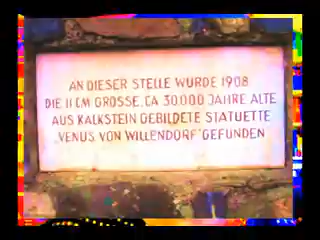 AN DIESER STELLE WURDE 1908
DIE 11 CM GROSSE, CA 30.000 JAHRE ALTE
AUS KALKSTEIN GEBILDETE STATUETTE
"VENUS VON WILLENDORF" GEFUNDEN